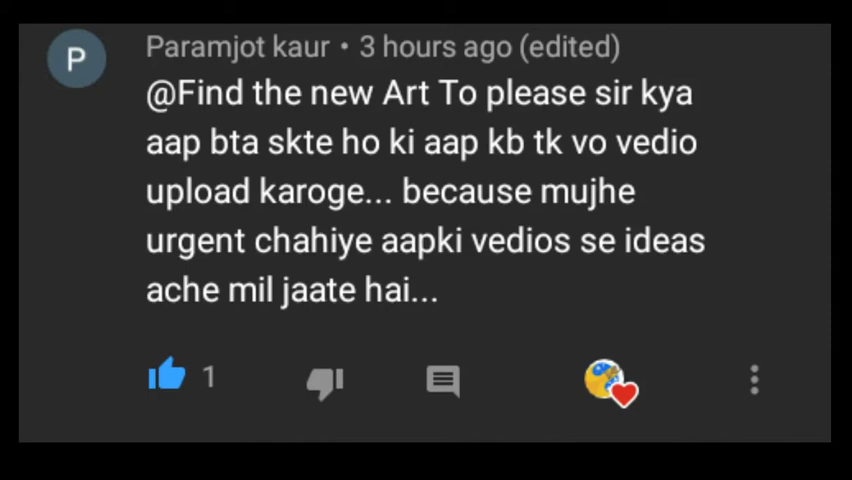 P
Paramjot kaur • 3 hours ago (edited)
@Find the new Art To please sir kya
aap bta skte ho ki aap kb tk vo vedio
upload karoge... because mujhe
urgent chahiye aapki vedios se ideas
ache mil jaate hai...
1